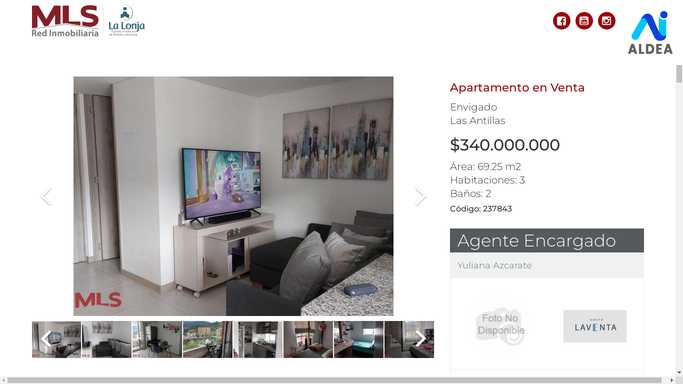 MLS
Red Inmobiliaria
La Lonja
ALDEA
Apartamento en Venta
Envigado
Las Antillas
$340.000.000
Área: 69.25 m2
Habitaciones: 3
Baños: 2
Código: 237843
Agente Encargado
Yuliana Azcarate
Foto No
Disponible
LAVENTA
MLS